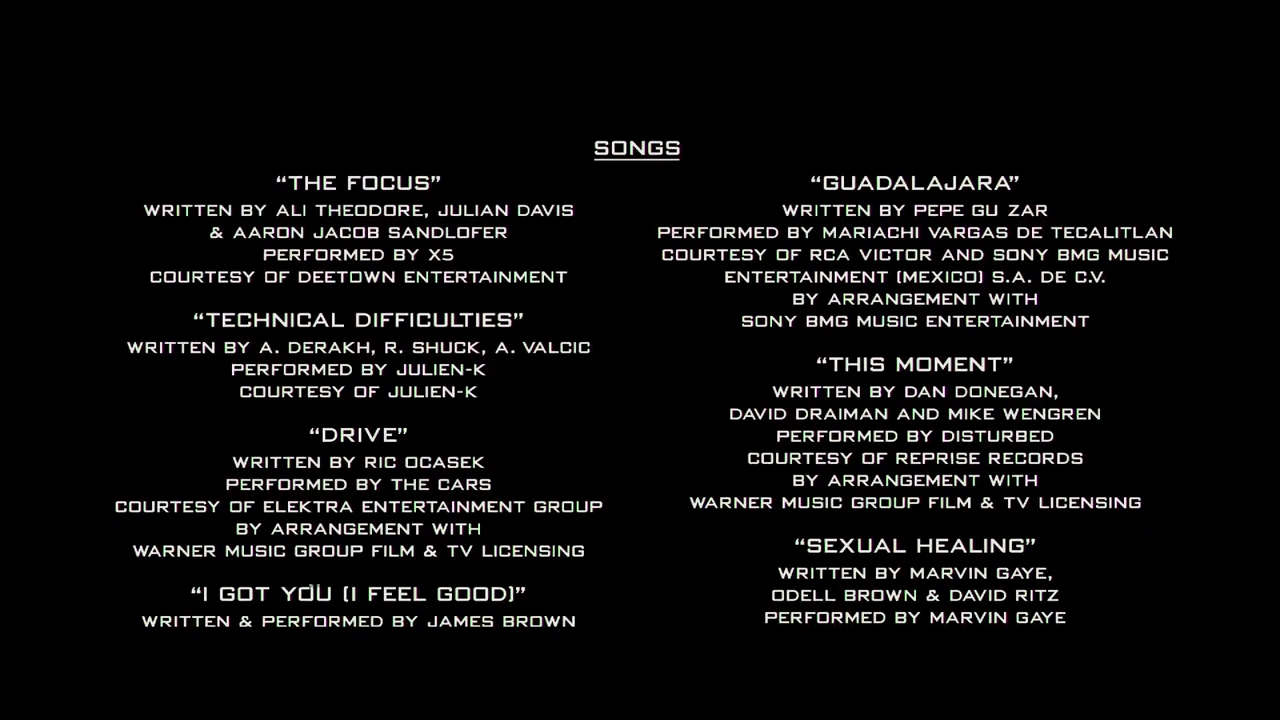 SONGS
“THE FOCUS”
WRITTEN BY ALI THEODORE, JULIAN DAVIS
& AARON JACOB SANDLOFER
PERFORMED BY X5
COURTESY OF DEETOWN ENTERTAINMENT
“TECHNICAL DIFFICULTIES”
WRITTEN BY A. DERAKH, R. SHUCK, A. VALCIC
PERFORMED BY JULIEN-K
COURTESY OF JULIEN-K
“DRIVE”
WRITTEN BY RIC OCASEK
PERFORMED BY THE CARS
COURTESY OF ELEKTRA ENTERTAINMENT GROUP
BY ARRANGEMENT WITH
WARNER MUSIC GROUP FILM & TV LICENSING
“I GOT YOU (I FEEL GOOD)”
WRITTEN & PERFORMED BY JAMES BROWN
“GUADALAJARA”
WRITTEN BY PEPE GU ZAR
PERFORMED BY MARIACHI VARGAS DE TECALITLAN
COURTESY OF RCA VICTOR AND SONY BMG MUSIC
ENTERTAINMENT (MEXICO) S.A. DE C.V.
BY ARRANGEMENT WITH
SONY BMG MUSIC ENTERTAINMENT
“THIS MOMENT”
WRITTEN BY DAN DONEGAN,
DAVID DRAIMAN AND MIKE WENGREN
PERFORMED BY DISTURBED
COURTESY OF REPRISE RECORDS
BY ARRANGEMENT WITH
WARNER MUSIC GROUP FILM & TV LICENSING
“SEXUAL HEALING”
WRITTEN BY MARVIN GAYE,
ODELL BROWN & DAVID RITZ
PERFORMED BY MARVIN GAYE